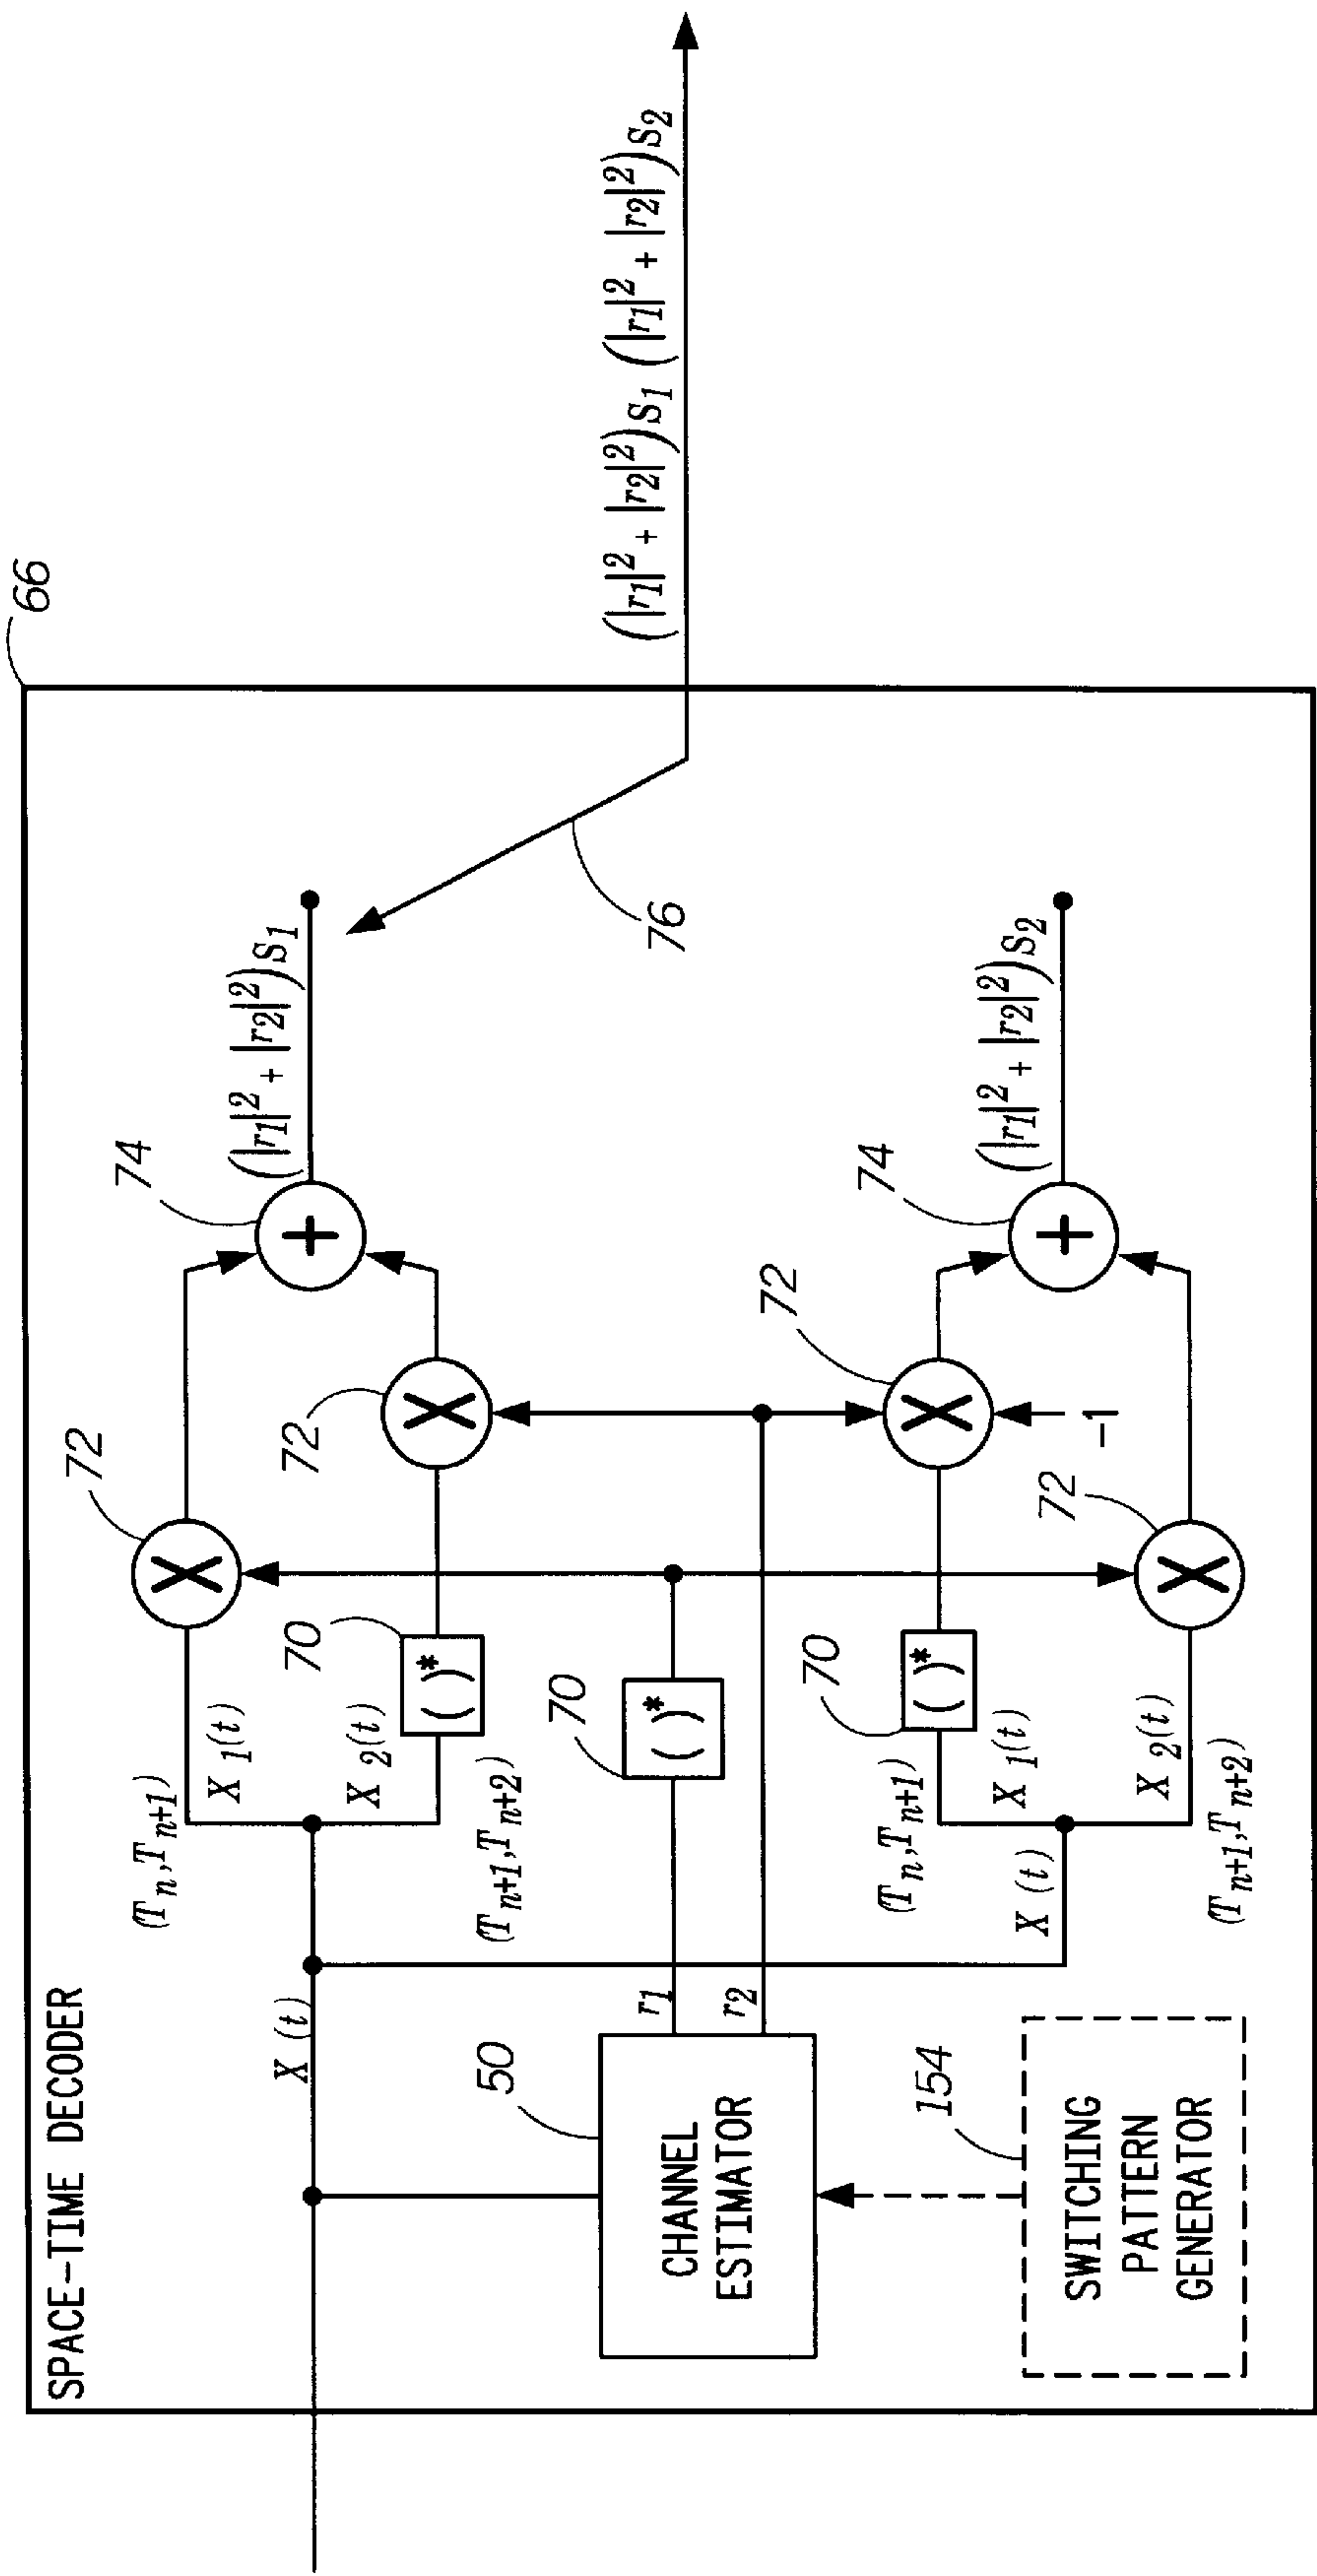 SPACE-TIME DECODER
66
X (t)
(Tn,Tn+1)
X 1(t)
X 2(t)
(Tn+1,Tn+2)
70
( )*
72
72
74
+
(|r1|² + |r2|²)S1
76
(|r1|² + |r2|²)S1 (|r1|² + |r2|²)S2
50
CHANNEL
ESTIMATOR
r1
r2
70
( )*
154
SWITCHING
PATTERN
GENERATOR
X (t)
(Tn,Tn+1)
X 1(t)
X 2(t)
(Tn+1,Tn+2)
70
( )*
72
-1
72
74
+
(|r1|² + |r2|²)S2